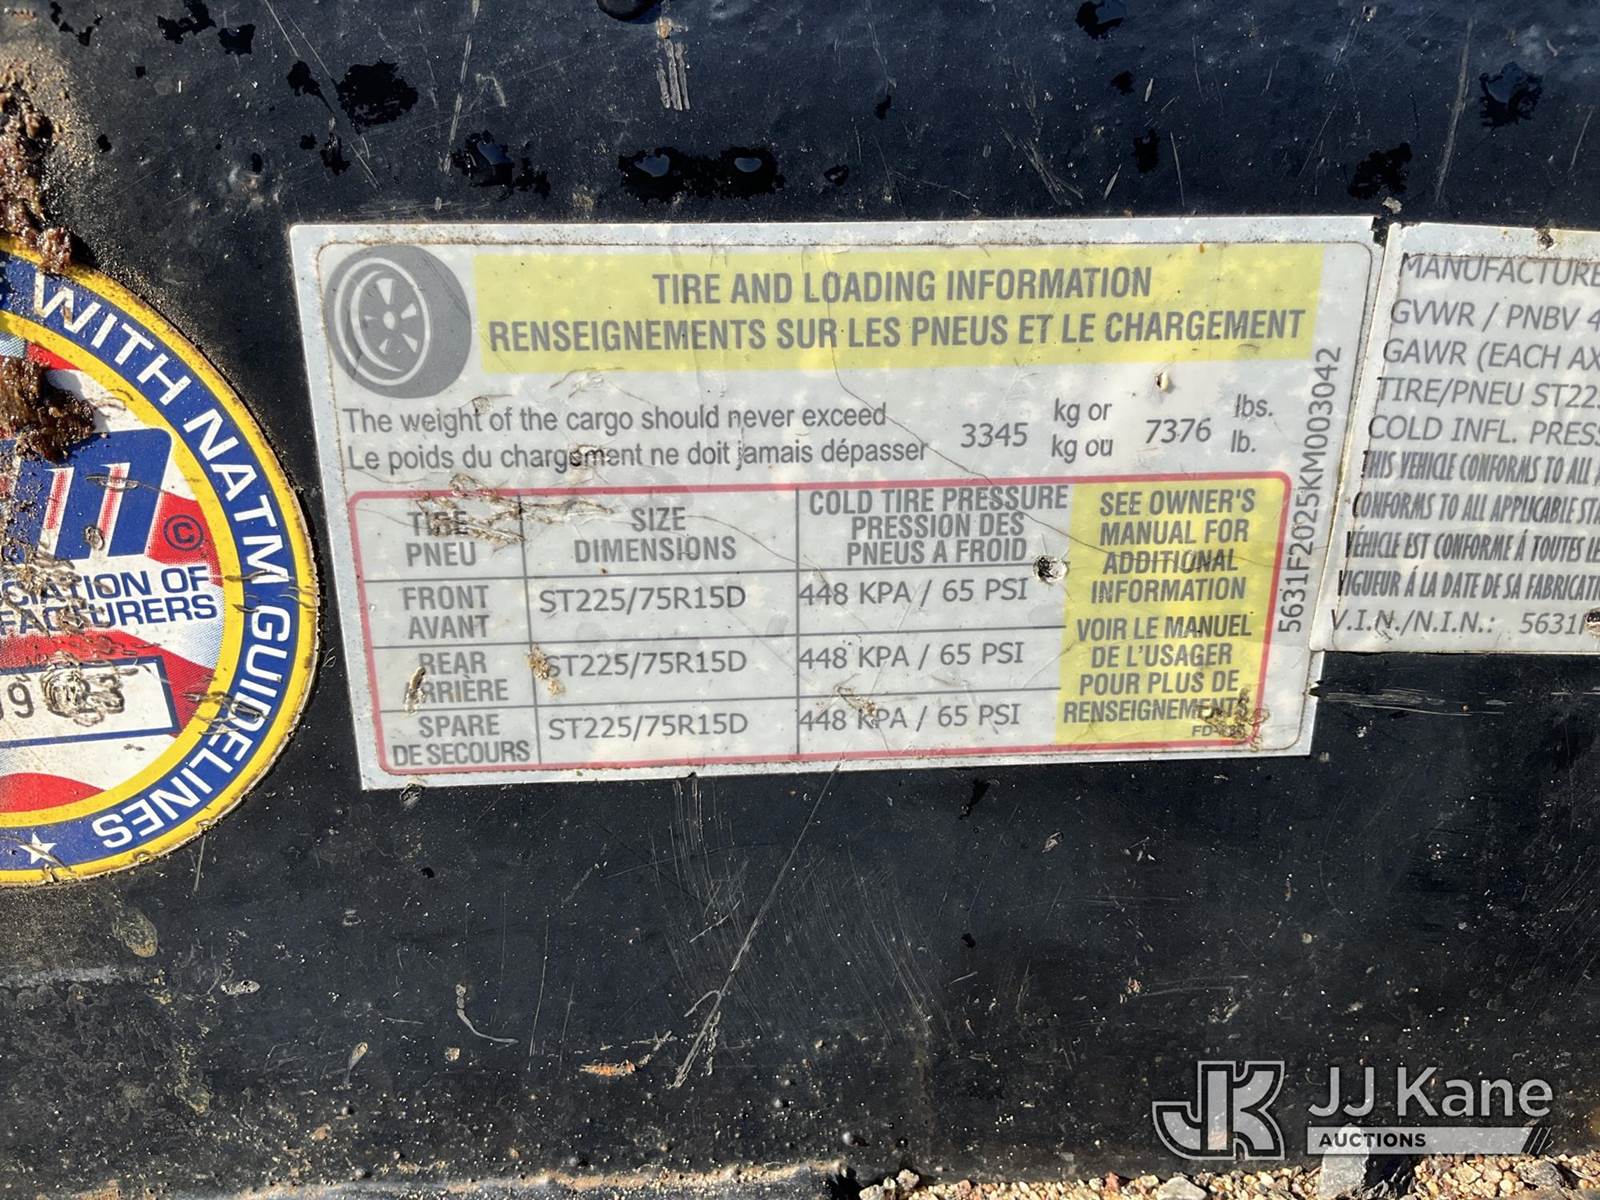 WITH NATM GUIDELINES
©
CIATION OF
FACTURERS
TIRE AND LOADING INFORMATION
RENSEIGNEMENTS SUR LES PNEUS ET LE CHARGEMENT
The weight of the cargo should never exceed 3345 kg or 7376 lbs.
Le poids du chargement ne doit jamais dépasser kg ou lb.
TIRE SIZE COLD TIRE PRESSURE
PNEU DIMENSIONS PRESSION DES
PNEUS A FROID
FRONT ST225/75R15D 448 KPA / 65 PSI
AVANT
REAR ST225/75R15D 448 KPA / 65 PSI
ARRIÈRE
SPARE ST225/75R15D 448 KPA / 65 PSI
DE SECOURS
SEE OWNER'S
MANUAL FOR
ADDITIONAL
INFORMATION
VOIR LE MANUEL
DE L'USAGER
POUR PLUS DE
RENSEIGNEMENTS
5631F2025KM003042
MANUFACTURE
GVWR / PNBV 4
GAWR (EACH AX
TIRE/PNEU ST22
COLD INFL. PRESS
THIS VEHICLE CONFORMS TO ALL
CONFORMS TO ALL APPLICABLE STA
VÉHICLE EST CONFORME À TOUTES LE
VIGUEUR À LA DATE DE SA FABRICATIO
V.I.N./N.I.N.: 5631F
JK JJ Kane
AUCTIONS